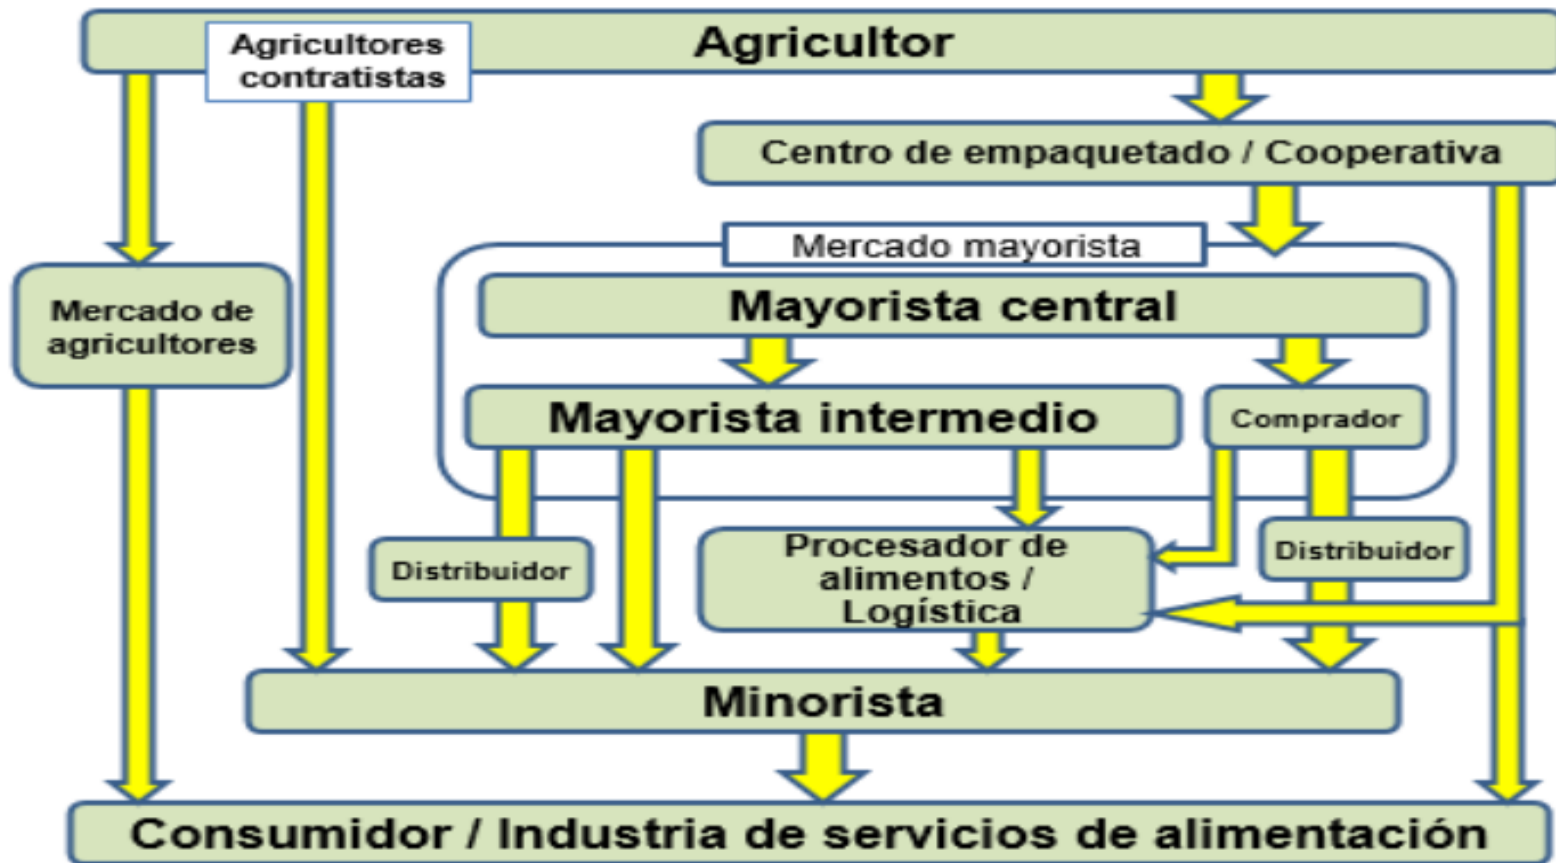 Agricultor
Agricultores
contratistas
Centro de empaquetado / Cooperativa
Mercado mayorista
Mayorista central
Mercado de
agricultores
Mayorista intermedio
Comprador
Distribuidor
Procesador de
alimentos /
Logística
Distribuidor
Minorista
Consumidor / Industria de servicios de alimentación